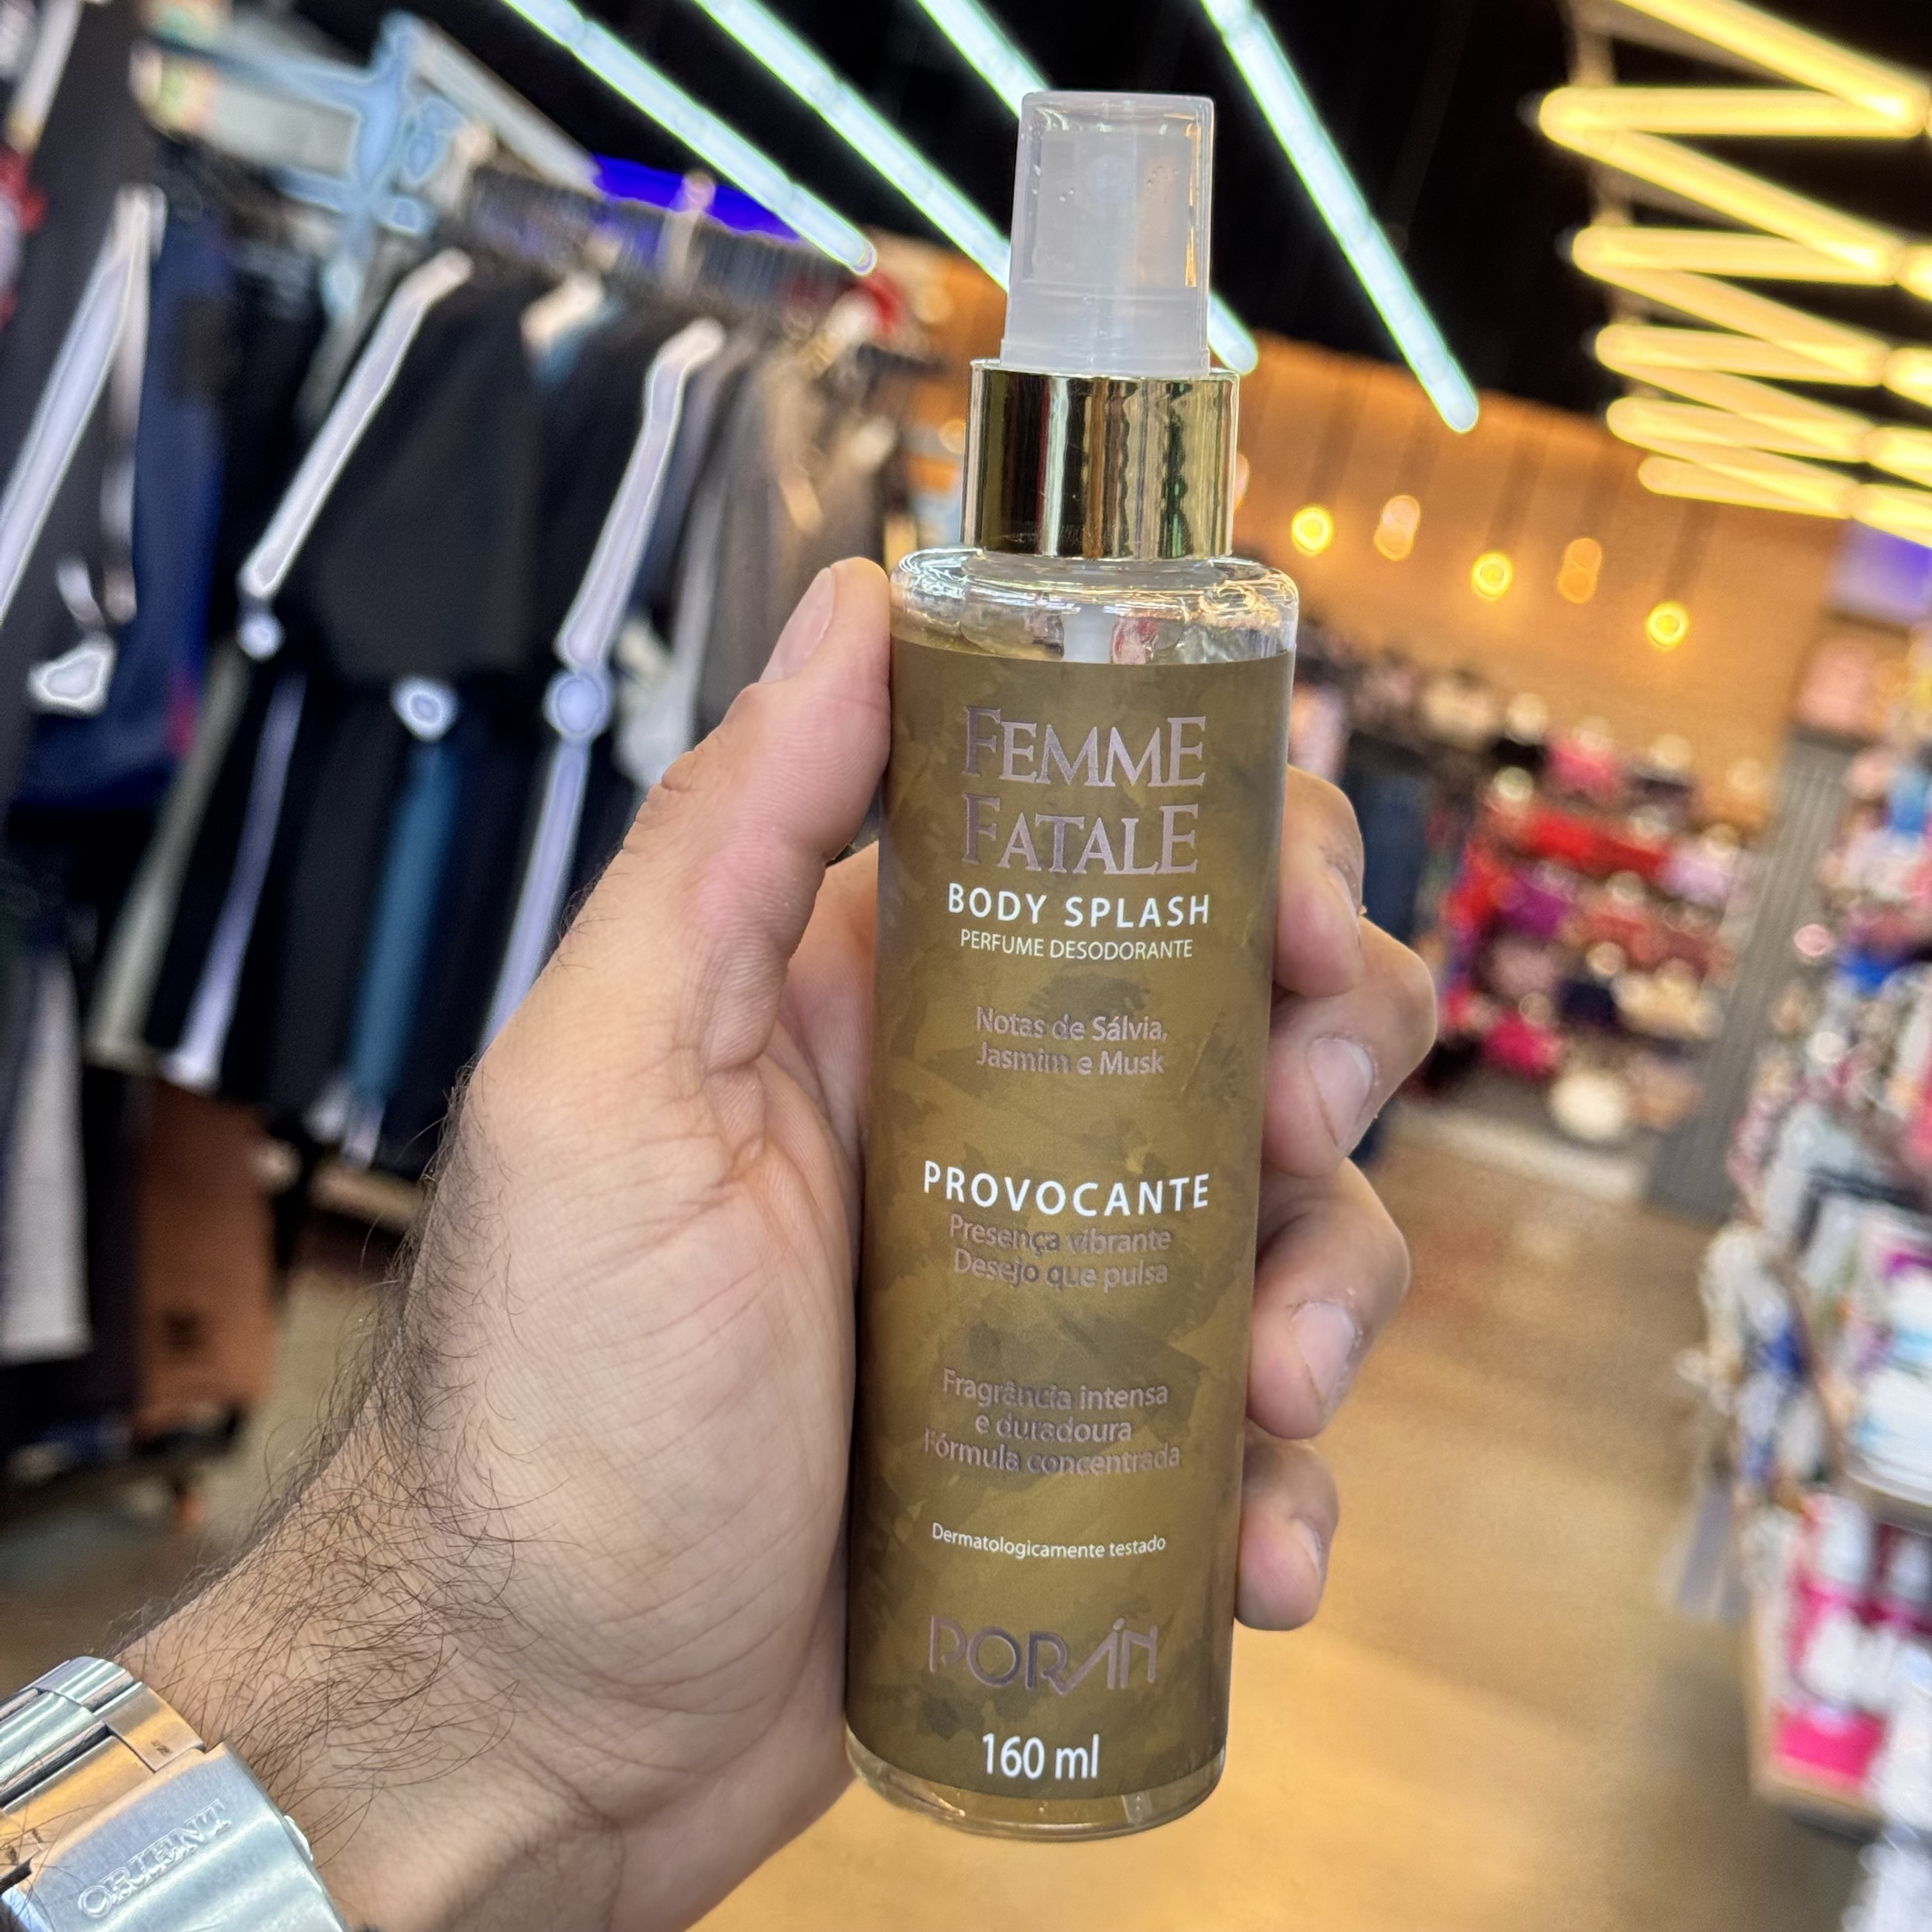 FEMME
FATALE
BODY SPLASH
PERFUME DESODORANTE
Notas de Sálvia,
Jasmim e Musk
PROVOCANTE
Presença vibrante
Desejo que pulsa
Fragrância intensa
e duradoura
Fórmula concentrada
Dermatologicamente testado
PORÁN
160 ml
ORIENT